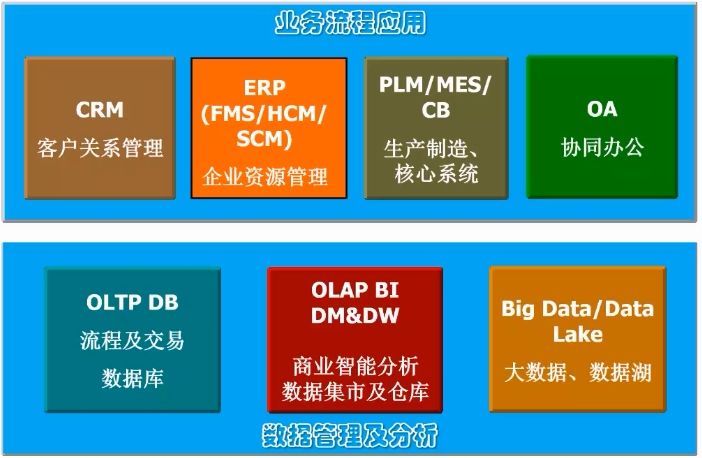 业务流程应用
CRM
客户关系管理
ERP
(FMS/HCM/
SCM)
企业资源管理
PLM/MES/
CB
生产制造、
核心系统
OA
协同办公
OLTP DB
流程及交易
数据库
OLAP BI
DM&DW
商业智能分析
数据集市及仓库
Big Data/Data
Lake
大数据、数据湖
数据管理及分析